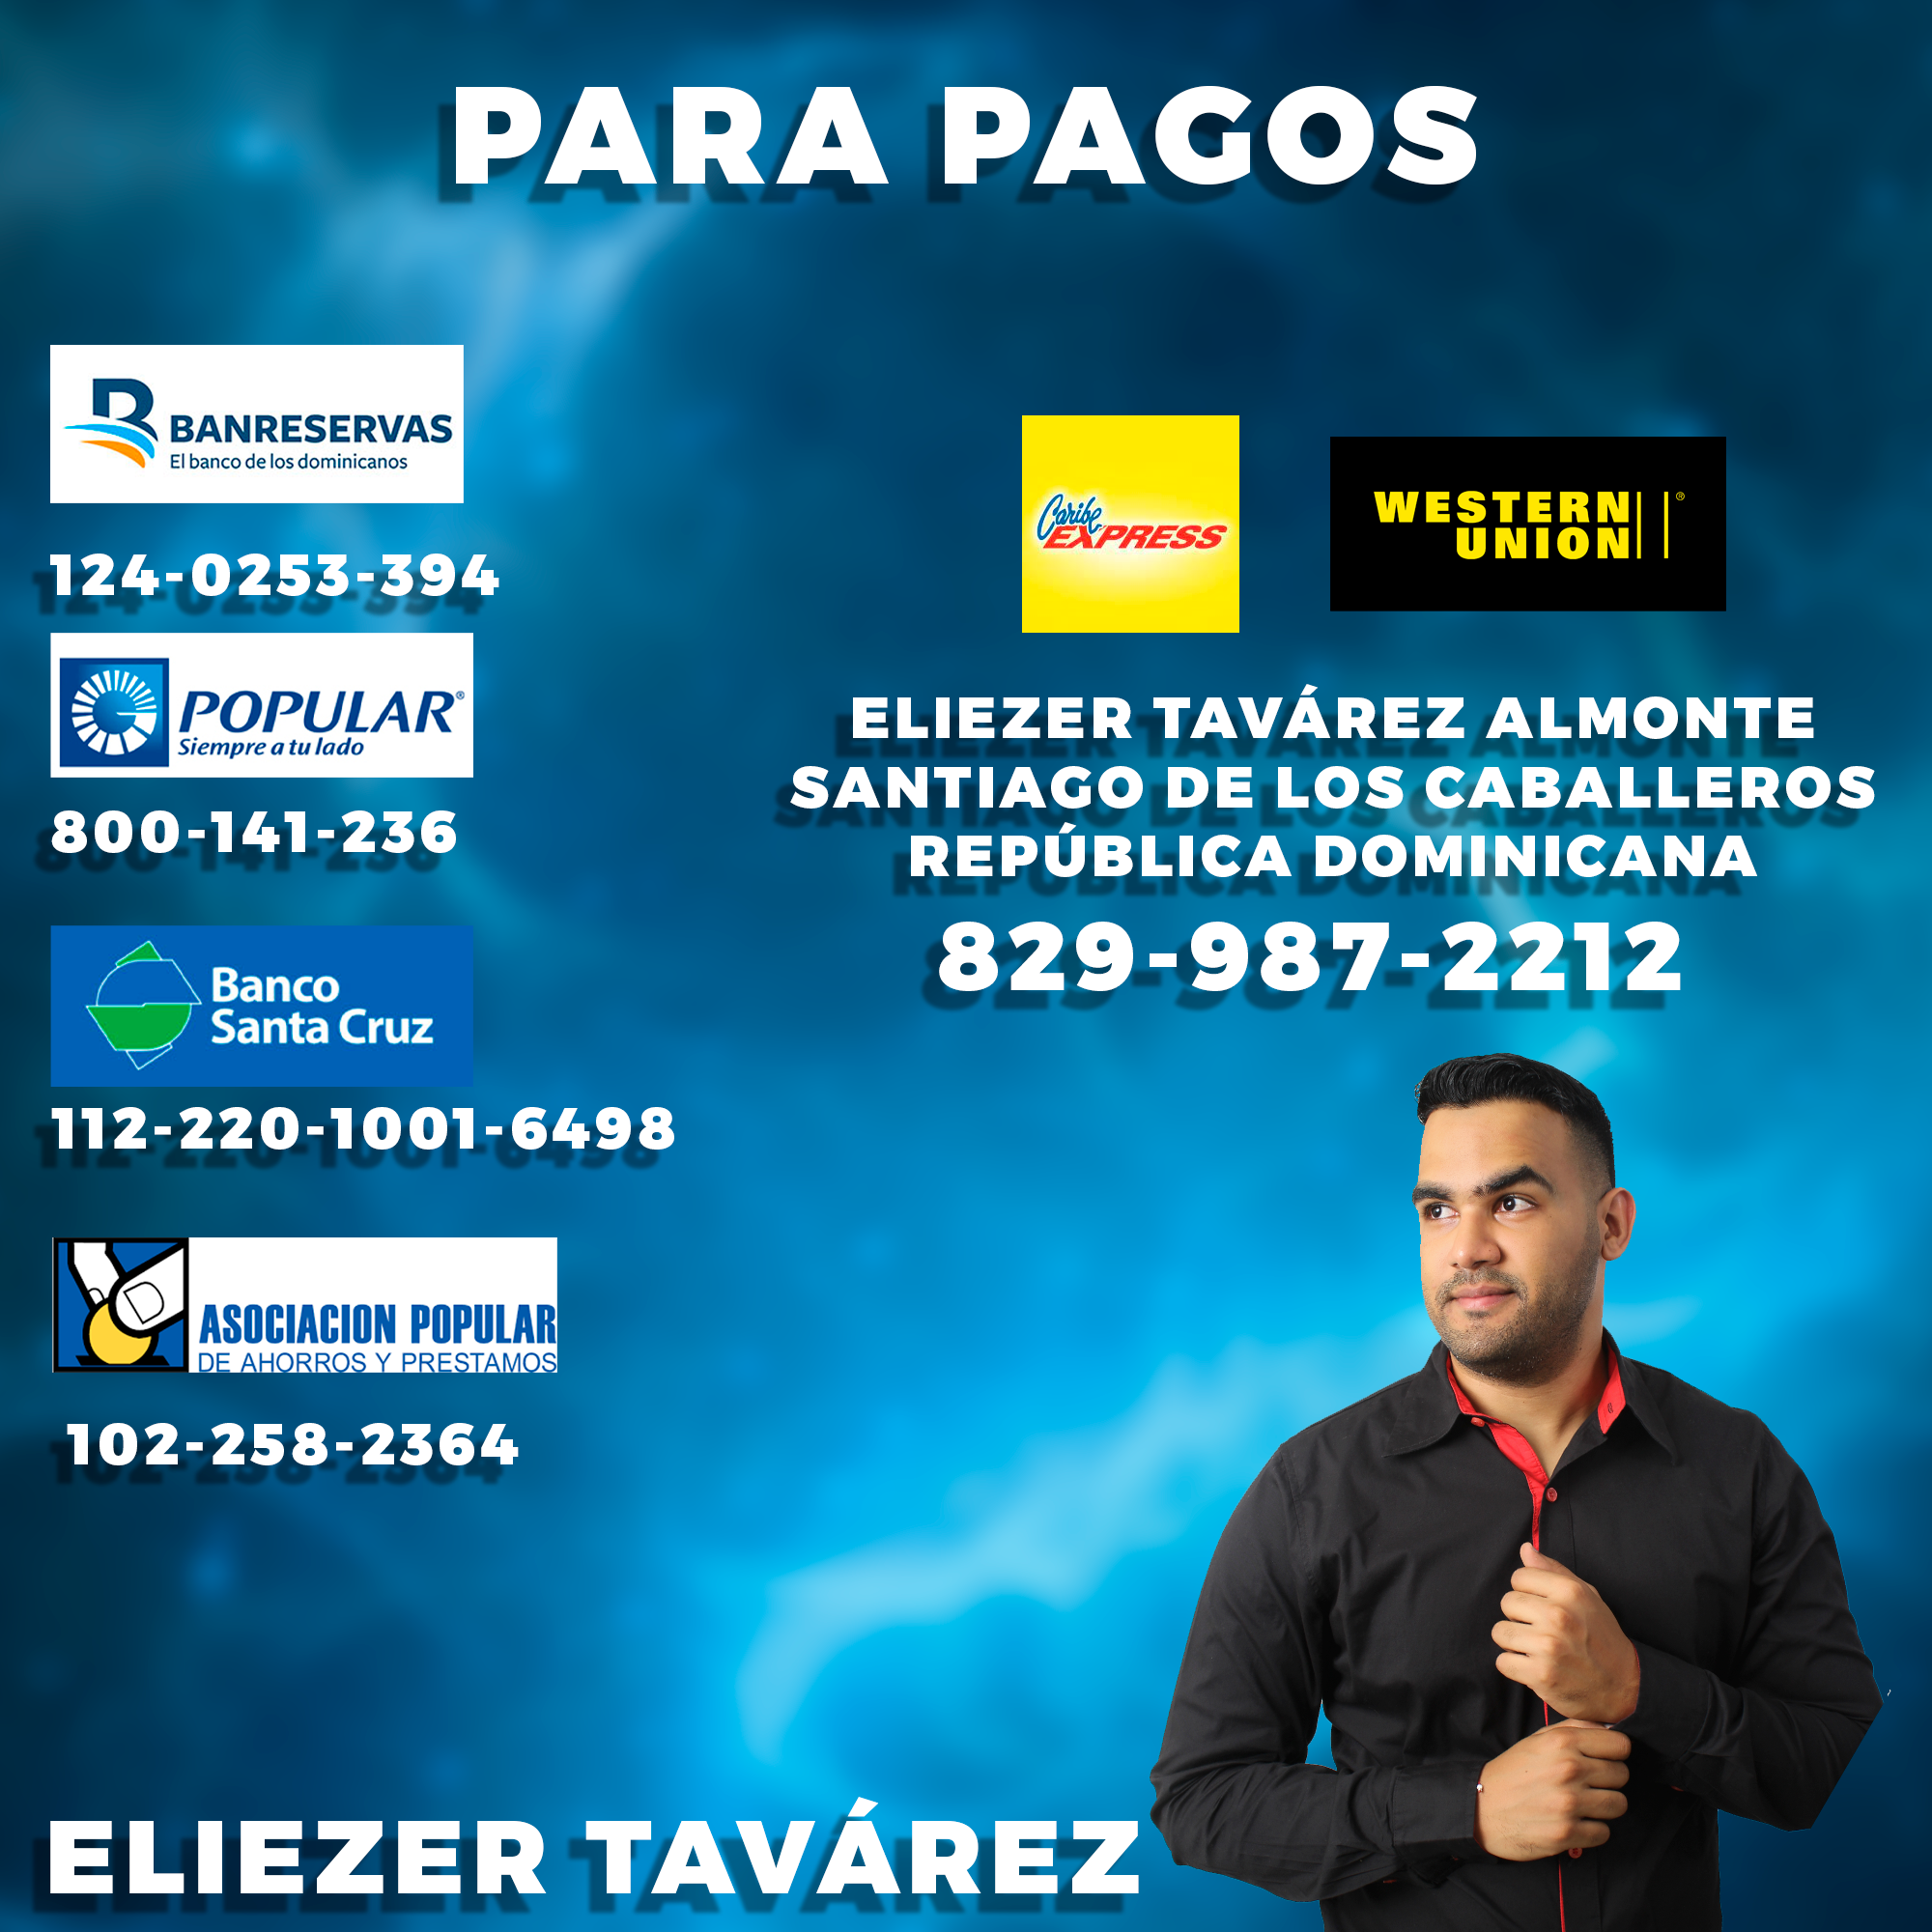 PARA PAGOS
BANRESERVAS
El banco de los dominicanos
124-0253-394
POPULAR®
Siempre a tu lado
800-141-236
Banco
Santa Cruz
112-220-1001-6498
ASOCIACION POPULAR
DE AHORROS Y PRESTAMOS
102-258-2364
Caribe
EXPRESS
WESTERN
UNION
®
ELIEZER TAVÁREZ ALMONTE
SANTIAGO DE LOS CABALLEROS
REPÚBLICA DOMINICANA
829-987-2212
ELIEZER TAVÁREZ